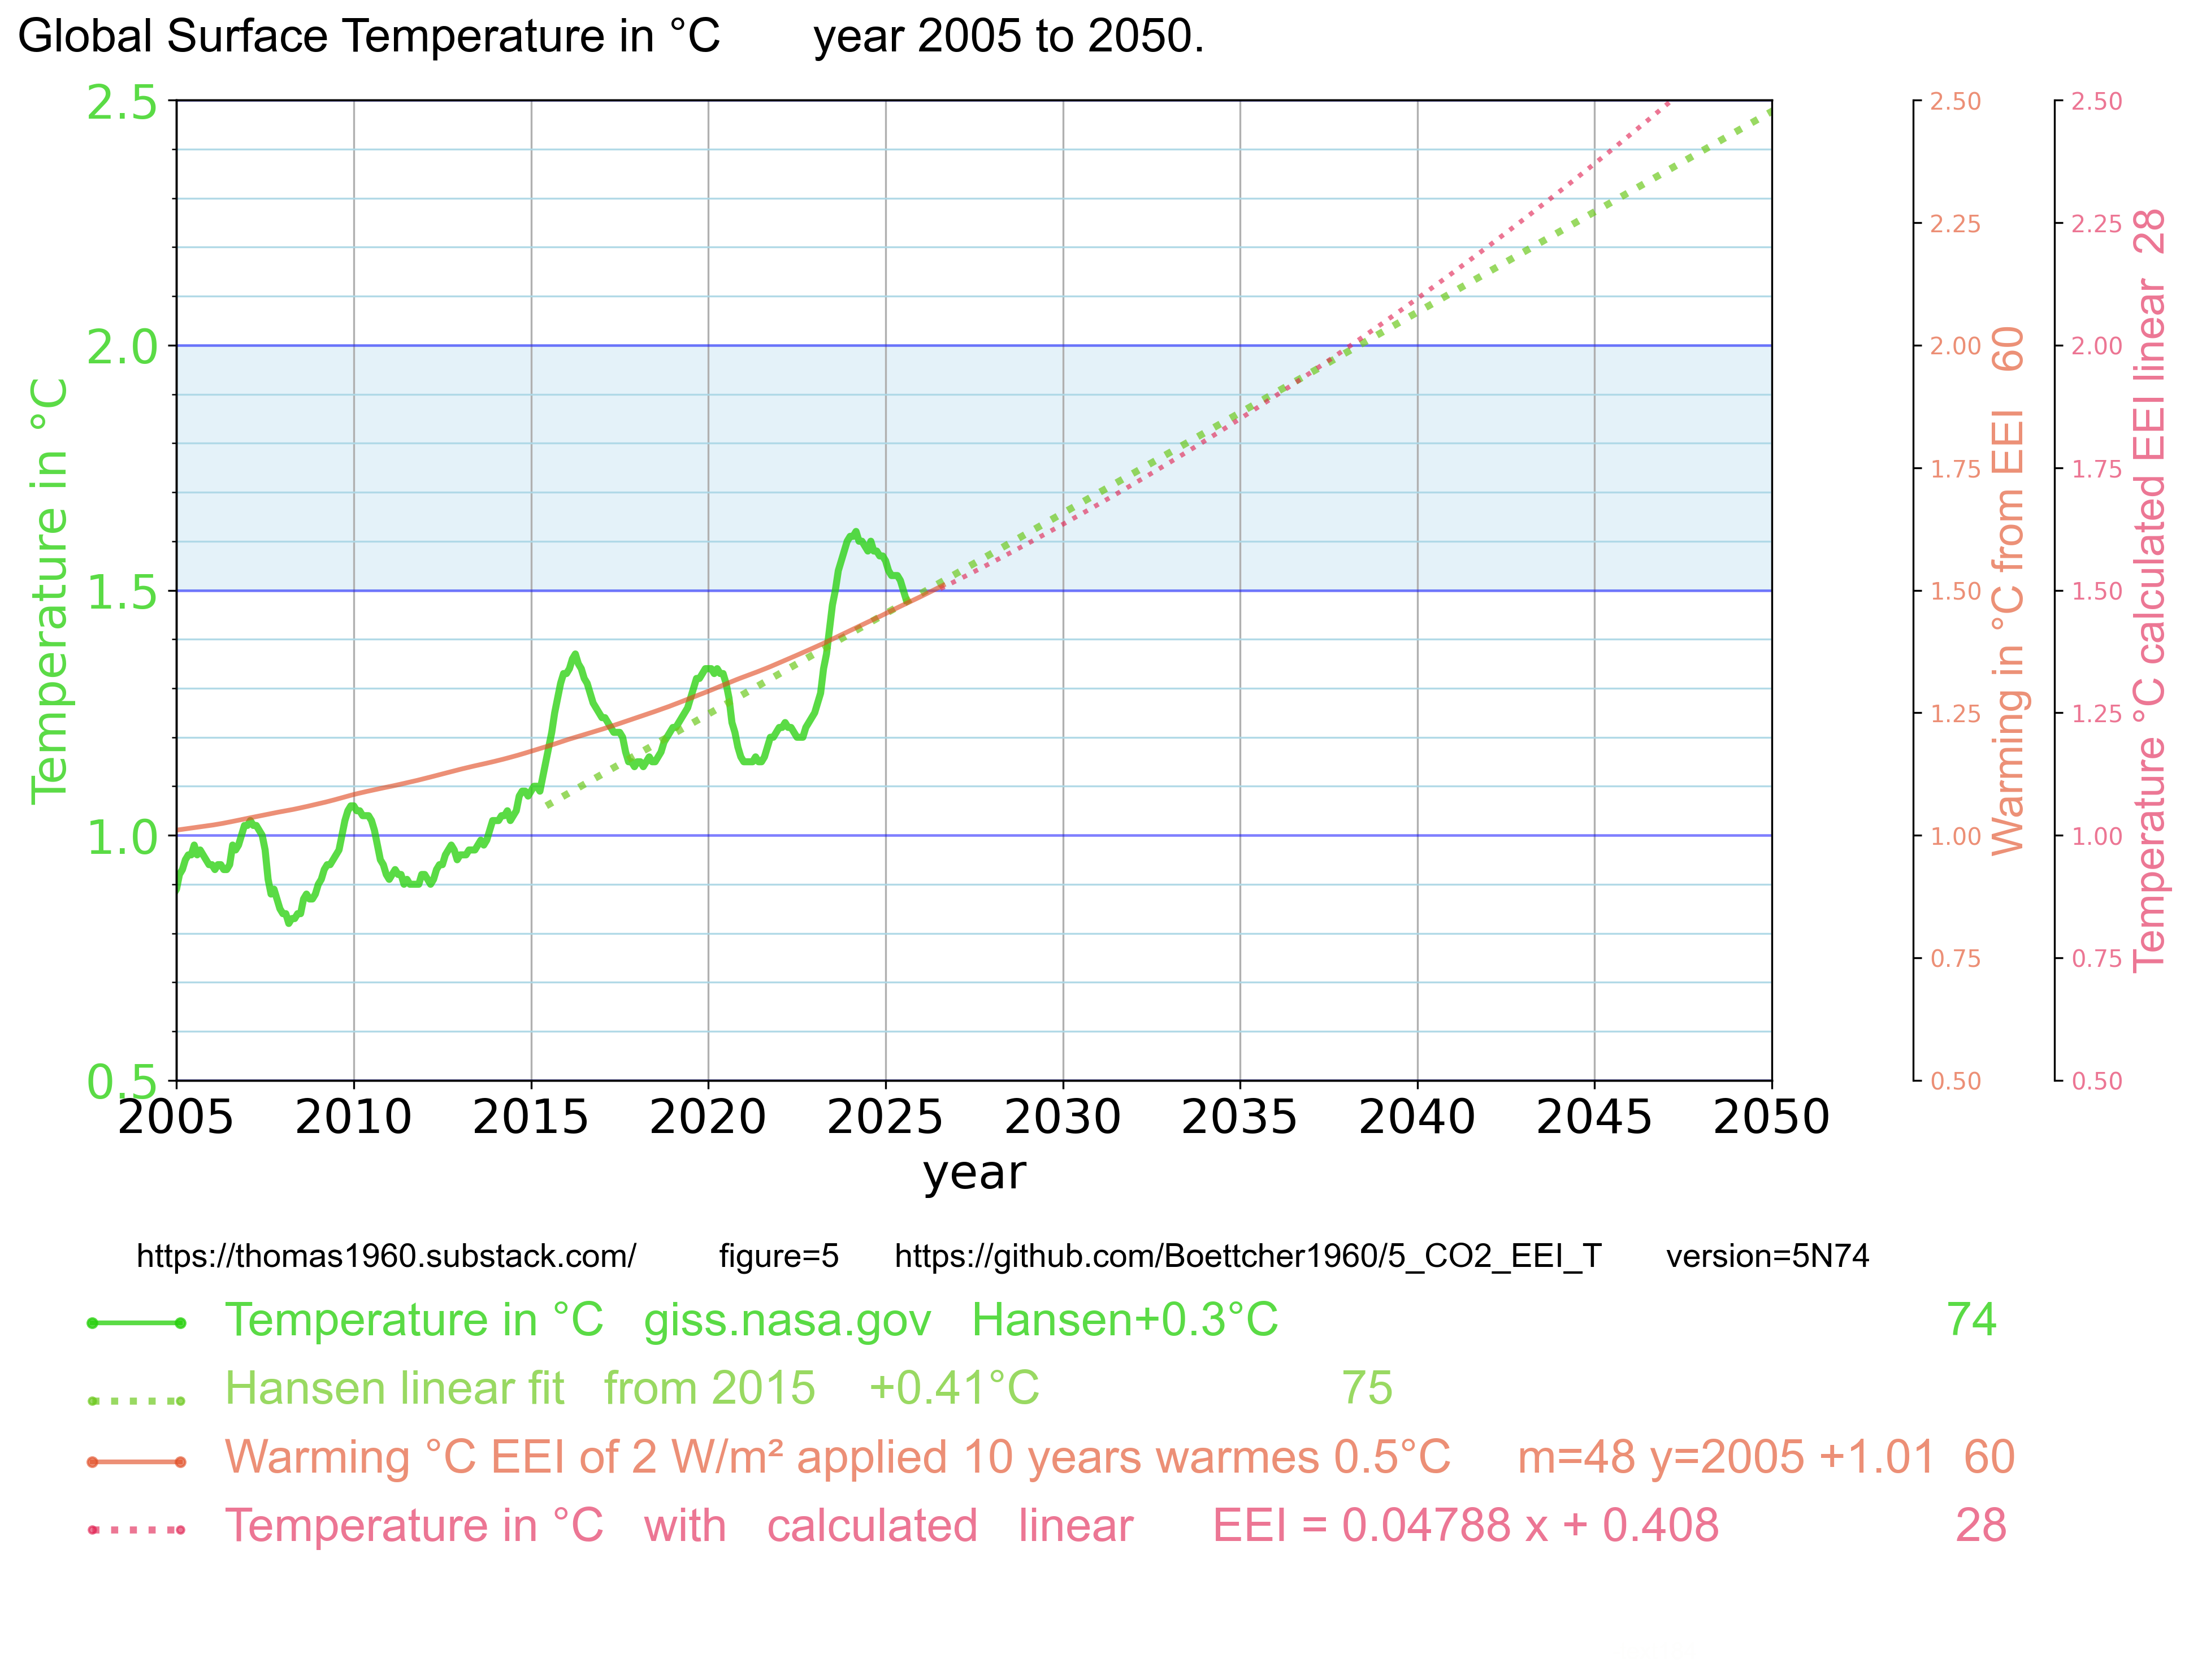 Global Surface Temperature in °C year 2005 to 2050.
2.5
2.0
1.5
1.0
0.5
Temperature in °C
2005 2010 2015 2020 2025 2030 2035 2040 2045 2050
year
2.50
2.25
2.00
1.75
1.50
1.25
1.00
0.75
0.50
Warming in °C from EEI 60
2.50
2.25
2.00
1.75
1.50
1.25
1.00
0.75
0.50
Temperature °C calculated EEI linear 28
https://thomas1960.substack.com/ figure=5 https://github.com/Boettcher1960/5_CO2_EEI_T version=5N74
Temperature in °C giss.nasa.gov Hansen+0.3°C 74
Hansen linear fit from 2015 +0.41°C 75
Warming °C EEI of 2 W/m² applied 10 years warmes 0.5°C m=48 y=2005 +1.01 60
Temperature in °C with calculated linear EEI = 0.04788 x + 0.408 28